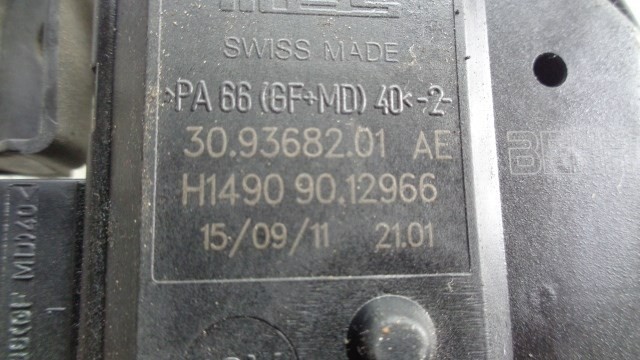 SWISS MADE
>PA 66 (GF+MD) 40< -2-
30.93682.01 AE
H1490 90.12966
15/09/11 21.01